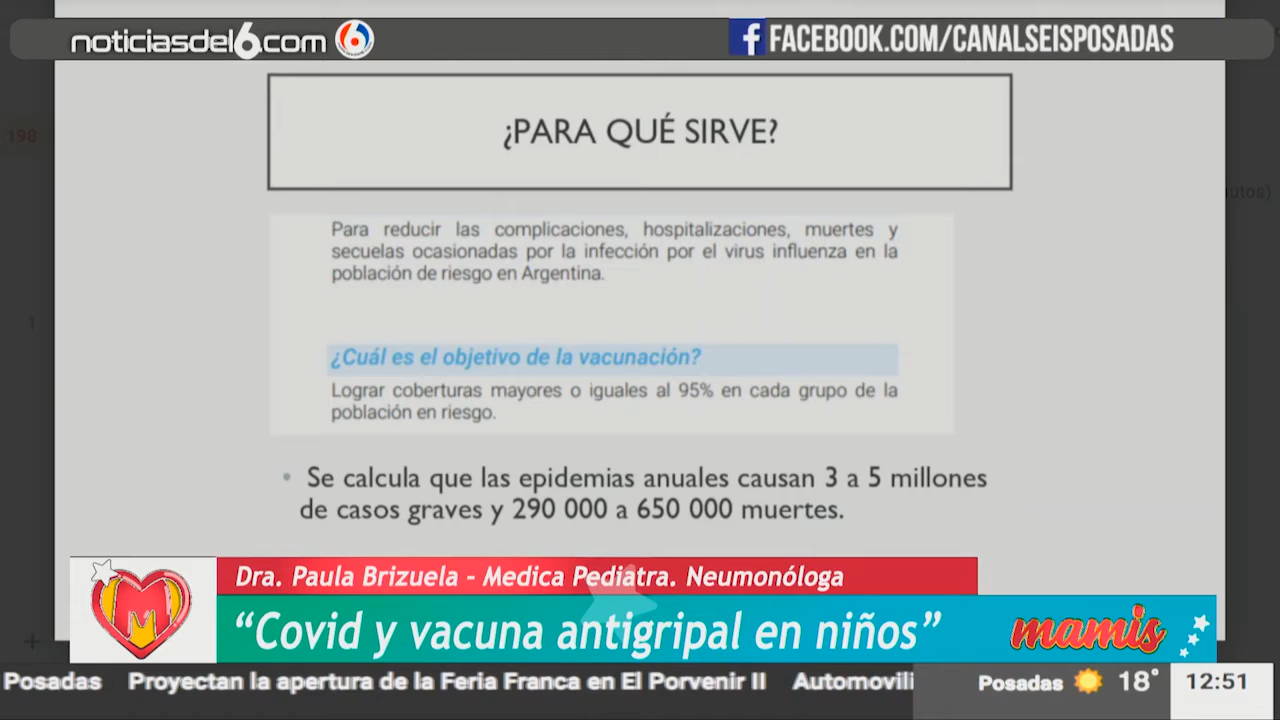 noticiasdel6.com 6
f FACEBOOK.COM/CANALSEISPOSADAS
198
¿PARA QUÉ SIRVE?
utos)
Para reducir las complicaciones, hospitalizaciones, muertes y
secuelas ocasionadas por la infección por el virus influenza en la
población de riesgo en Argentina.
1
¿Cuál es el objetivo de la vacunación?
Lograr coberturas mayores o iguales al 95% en cada grupo de la
población en riesgo.
• Se calcula que las epidemias anuales causan 3 a 5 millones
de casos graves y 290 000 a 650 000 muertes.
Dra. Paula Brizuela - Medica Pediatra. Neumonóloga
M
“Covid y vacuna antigripal en niños”
mamis
Posadas Proyectan la apertura de la Feria Franca en El Porvenir II Automovili
Posadas 18° 12:51